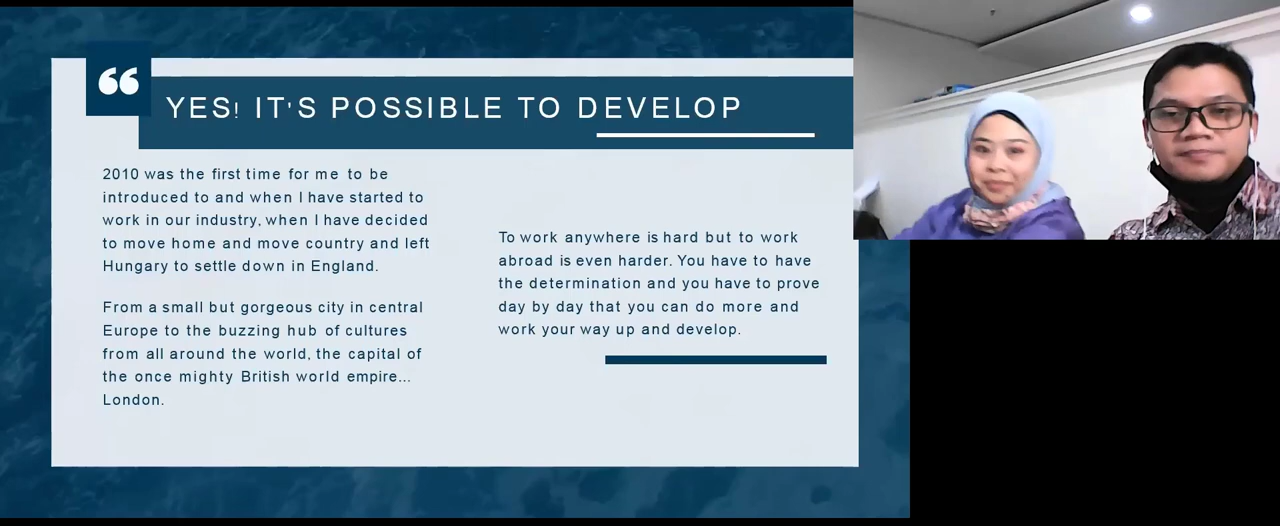 “
YES! IT'S POSSIBLE TO DEVELOP
2010 was the first time for me to be
introduced to and when I have started to
work in our industry, when I have decided
to move home and move country and left
Hungary to settle down in England.
From a small but gorgeous city in central
Europe to the buzzing hub of cultures
from all around the world, the capital of
the once mighty British world empire...
London.
To work anywhere is hard but to work
abroad is even harder. You have to have
the determination and you have to prove
day by day that you can do more and
work your way up and develop.